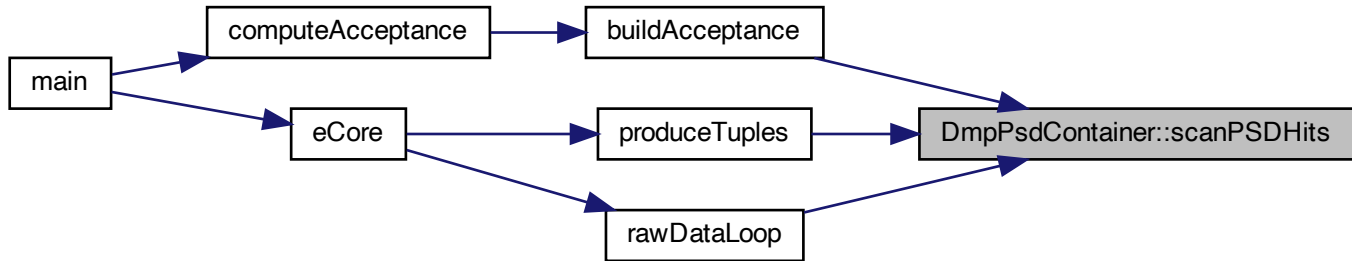 computeAcceptance
buildAcceptance
main
eCore
produceTuples
DmpPsdContainer::scanPSDHits
rawDataLoop